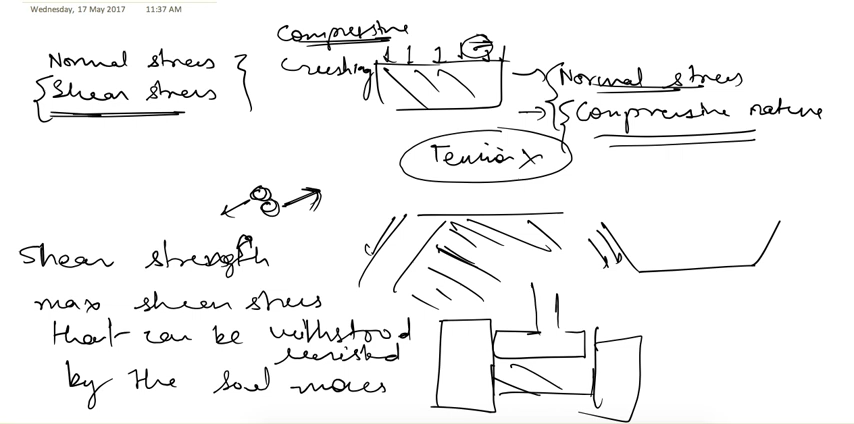 Wednesday, 17 May 2017 11:37 AM
Compressive
Normal stress
Shear stress
Crushing
Normal stress
Compressive nature
Tension X
Shear strength
max shear stress
that can be withstood
resisted
by the soil maces